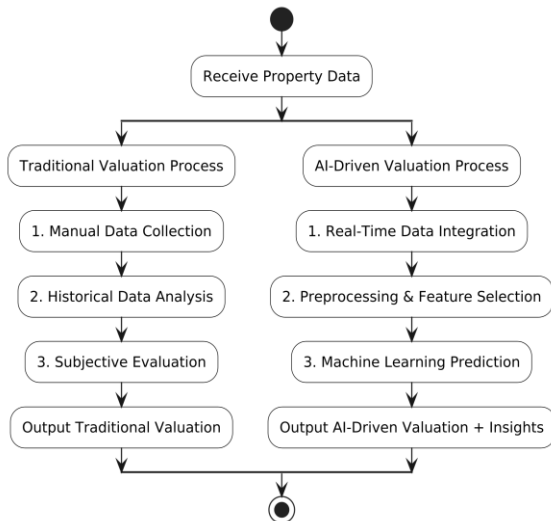 Receive Property Data
Traditional Valuation Process
1. Manual Data Collection
2. Historical Data Analysis
3. Subjective Evaluation
Output Traditional Valuation
AI-Driven Valuation Process
1. Real-Time Data Integration
2. Preprocessing & Feature Selection
3. Machine Learning Prediction
Output AI-Driven Valuation + Insights